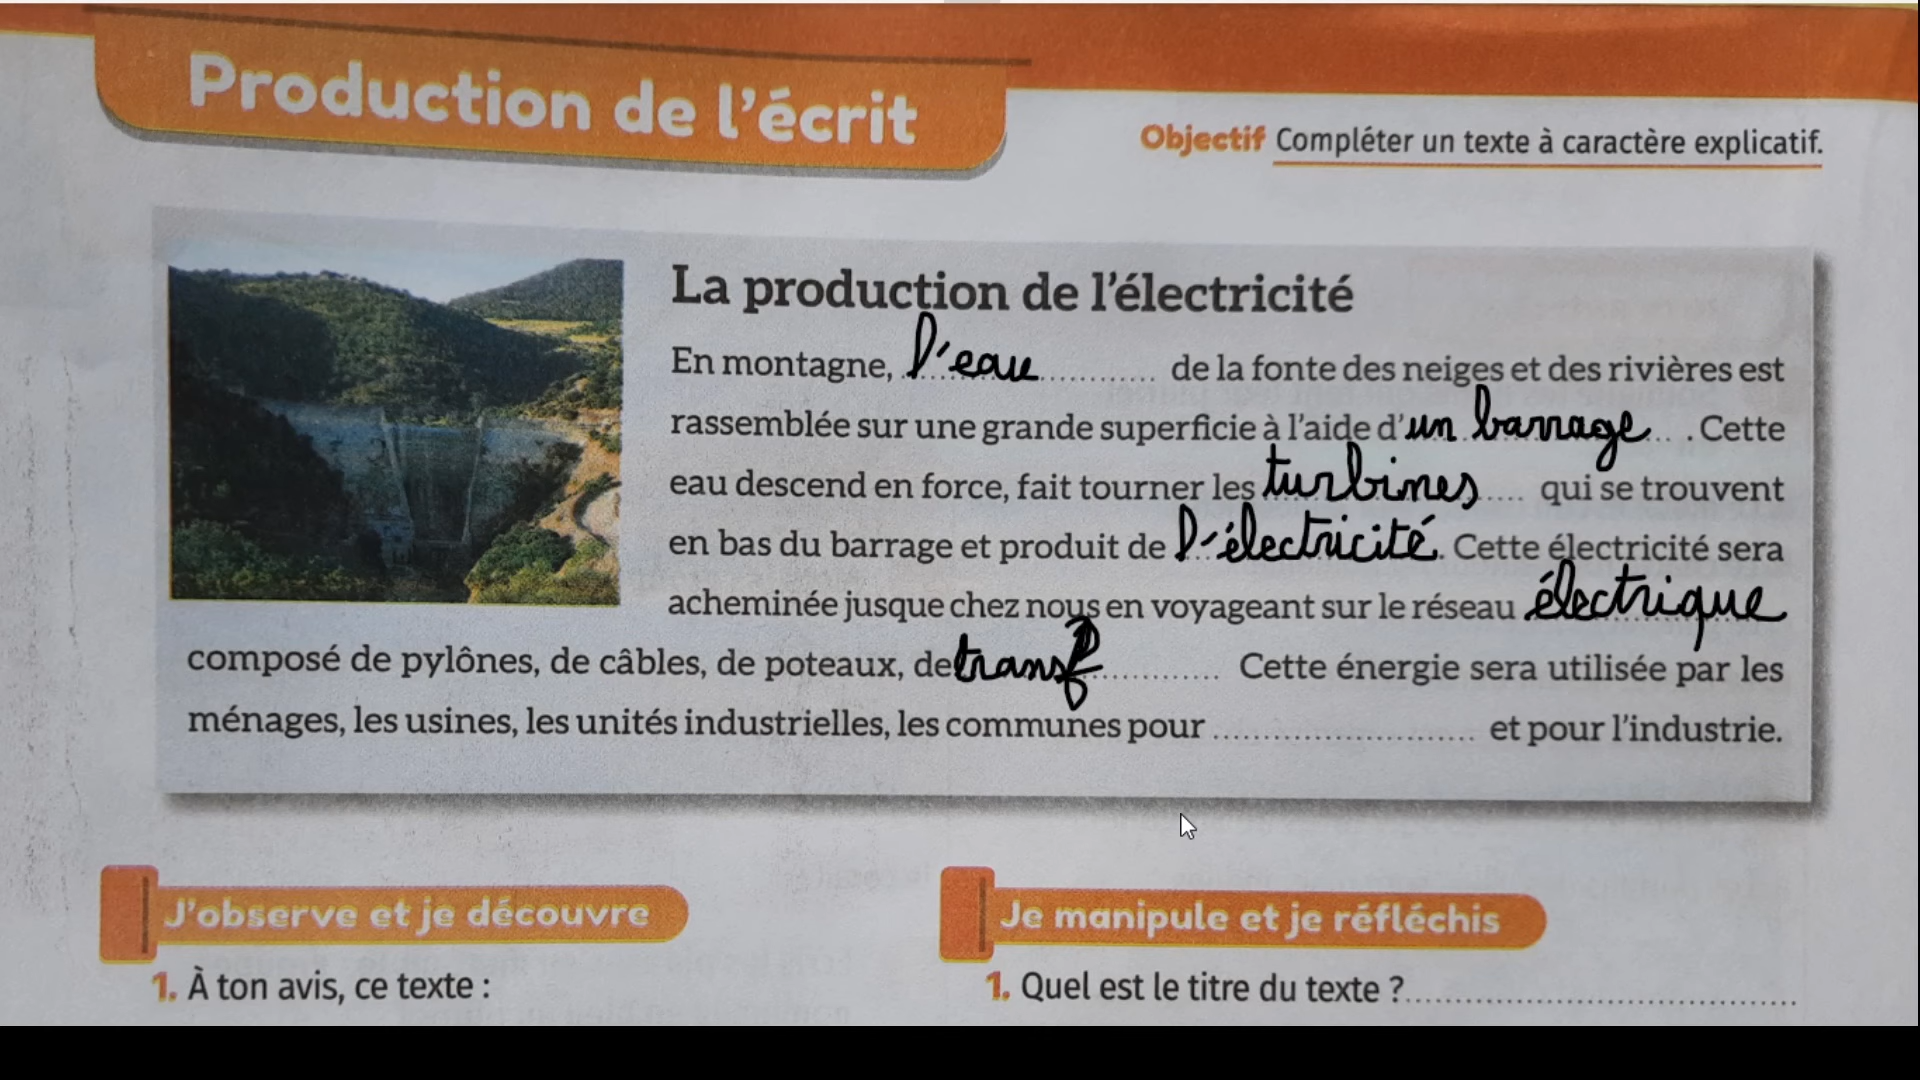 Production de l'écrit
Objectif Compléter un texte à caractère explicatif.
La production de l'électricité
En montagne, l'eau de la fonte des neiges et des rivières est
rassemblée sur une grande superficie à l'aide d'un barrage. Cette
eau descend en force, fait tourner les turbines qui se trouvent
en bas du barrage et produit de l'électricité. Cette électricité sera
acheminée jusque chez nous en voyageant sur le réseau électrique
composé de pylônes, de câbles, de poteaux, de transf Cette énergie sera utilisée par les
ménages, les usines, les unités industrielles, les communes pour .......................... et pour l'industrie.
J'observe et je découvre
1. À ton avis, ce texte :
Je manipule et je réfléchis
1. Quel est le titre du texte ?.......................................